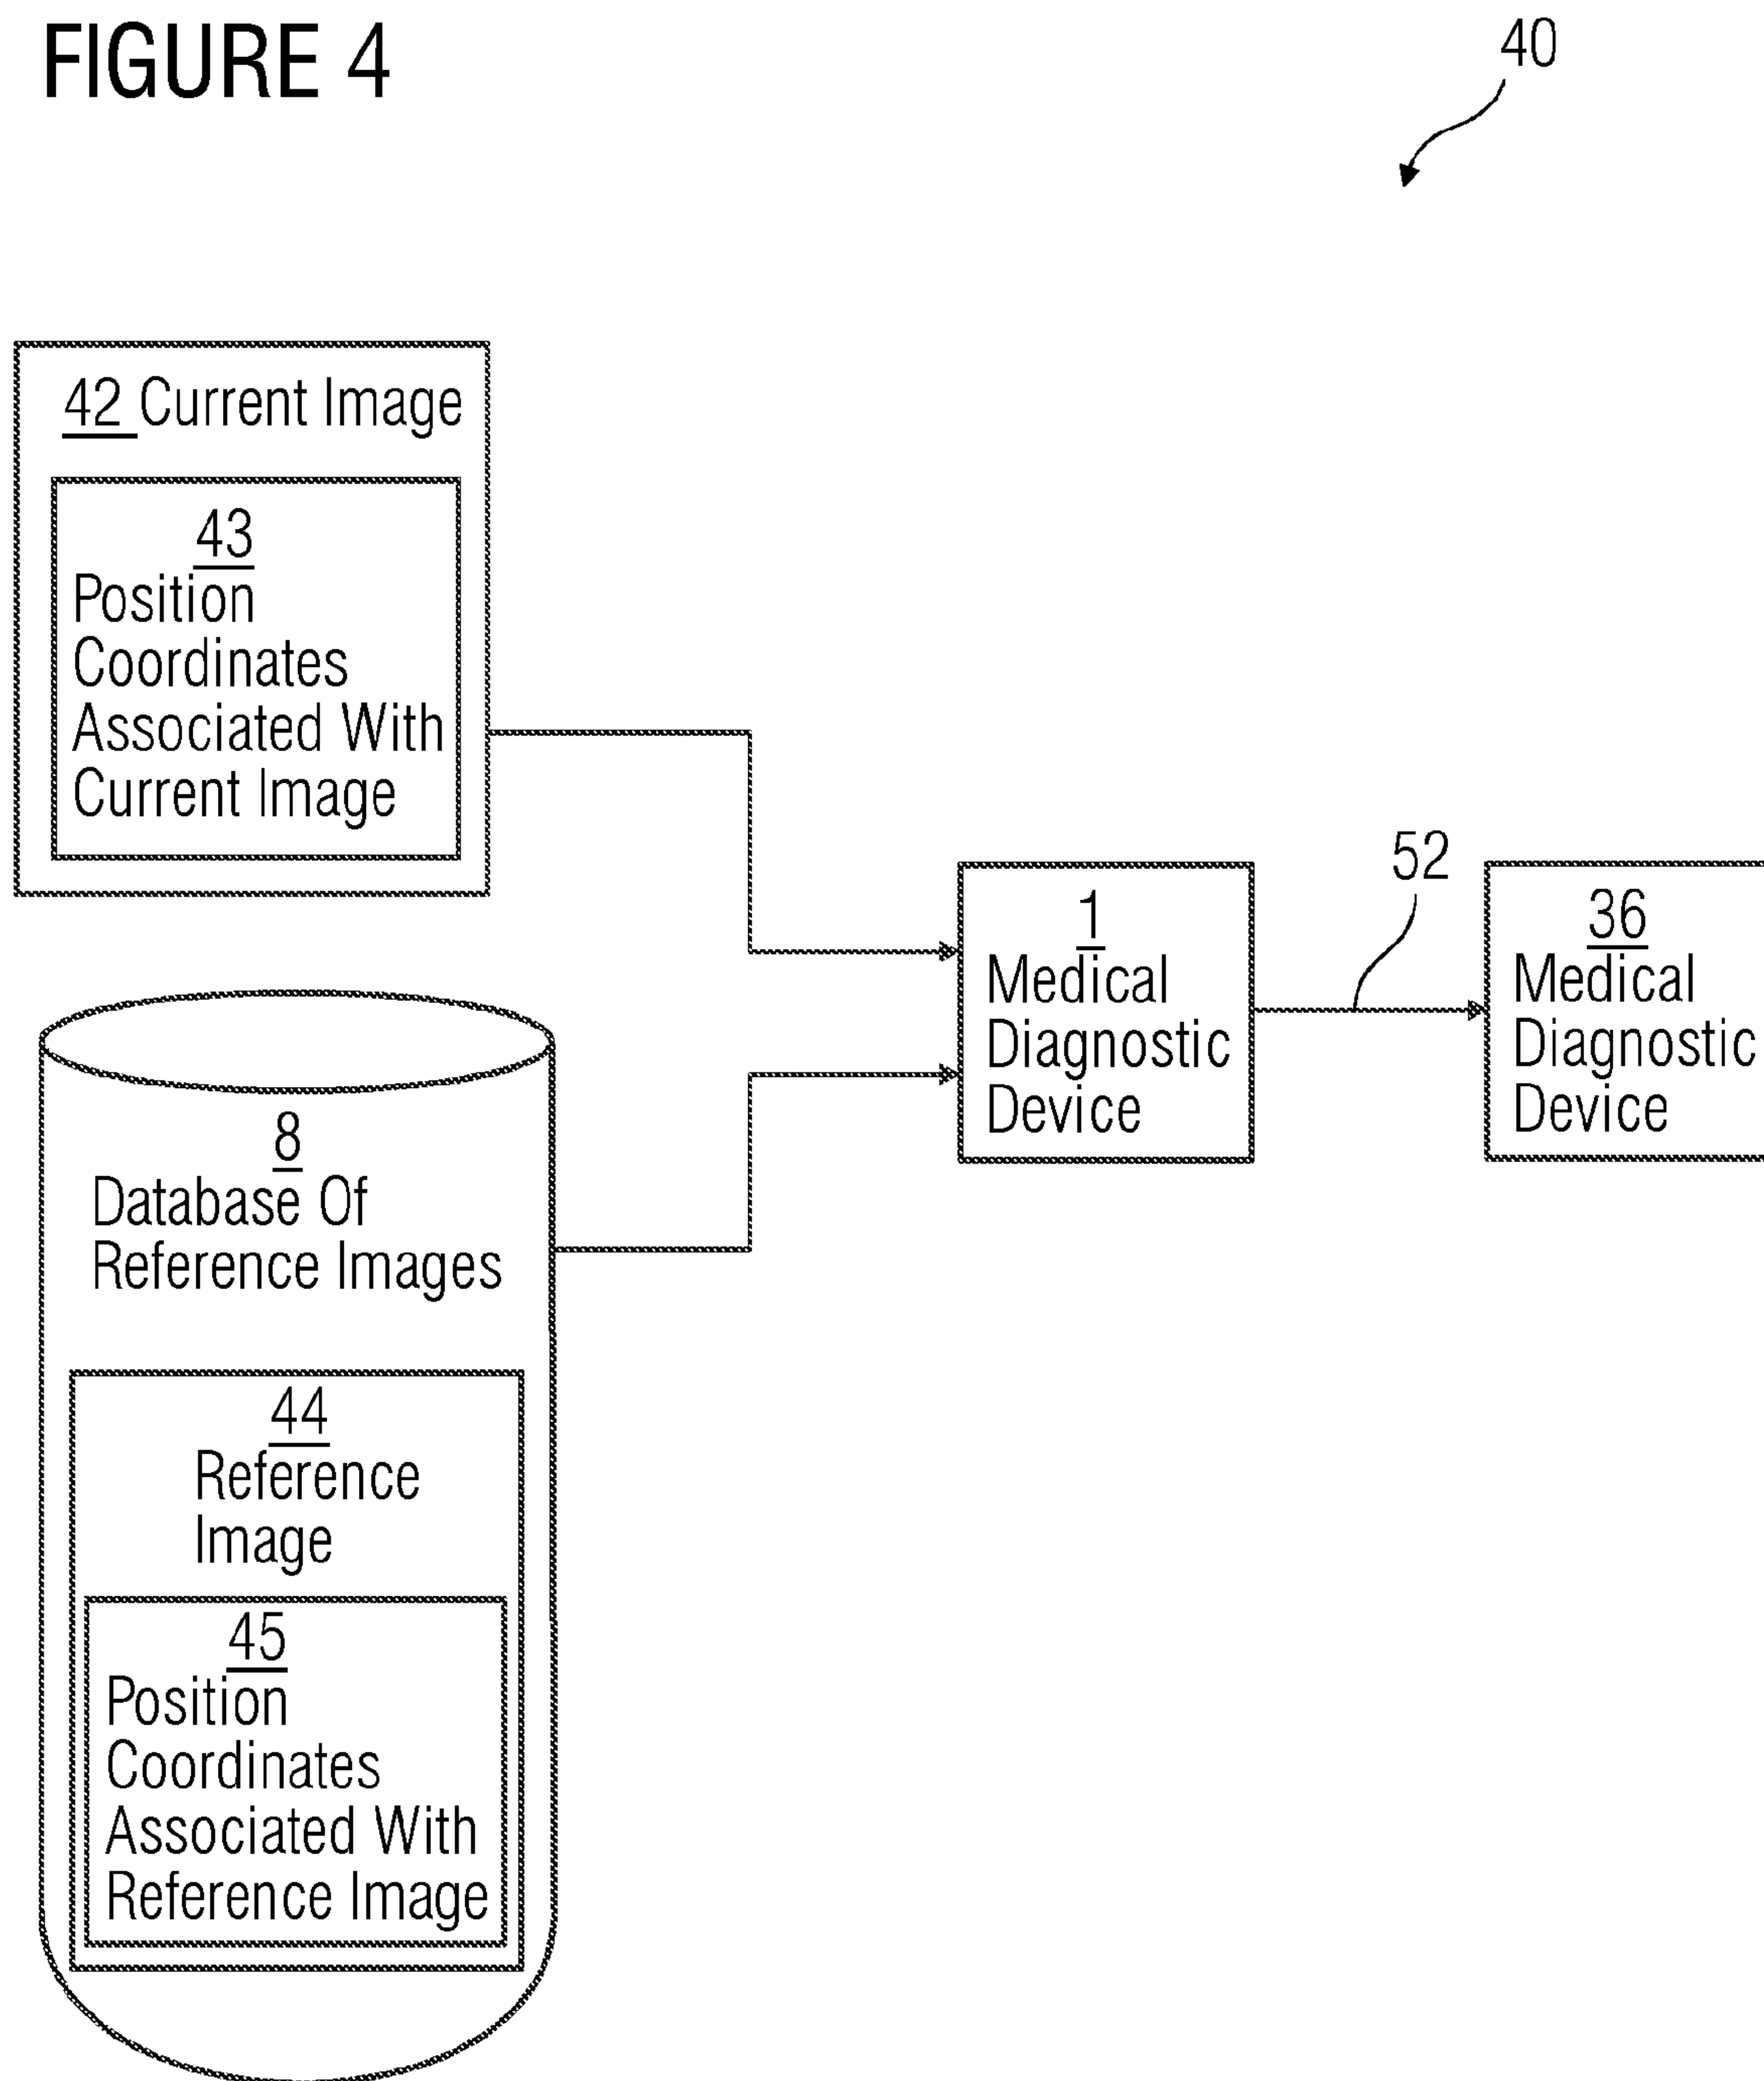 FIGURE 4
40
42 Current Image
43
Position
Coordinates
Associated With
Current Image
52
1
Medical
Diagnostic
Device
36
Medical
Diagnostic
Device
8
Database Of
Reference Images
44
Reference
Image
45
Position
Coordinates
Associated With
Reference Image